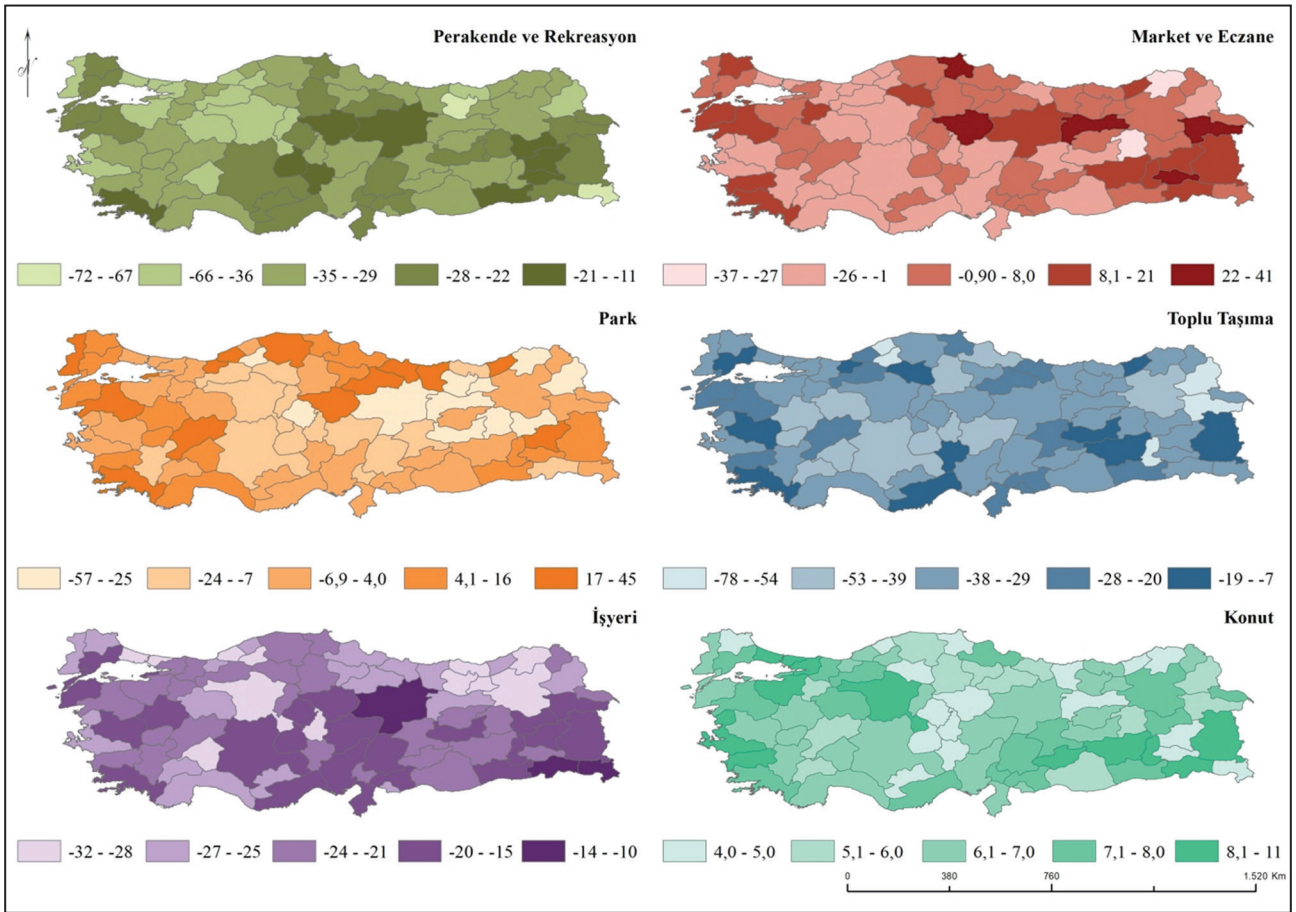 Perakende ve Rekreasyon
-72 - -67 -66 - -36 -35 - -29 -28 - -22 -21 - -11
Market ve Eczane
-37 - -27 -26 - -1 -0,90 - 8,0 8,1 - 21 22 - 41
Park
-57 - -25 -24 - -7 -6,9 - 4,0 4,1 - 16 17 - 45
Toplu Taşıma
-78 - -54 -53 - -39 -38 - -29 -28 - -20 -19 - -7
İşyeri
-32 - -28 -27 - -25 -24 - -21 -20 - -15 -14 - -10
Konut
4,0 - 5,0 5,1 - 6,0 6,1 - 7,0 7,1 - 8,0 8,1 - 11
0 380 760 1.520 Km